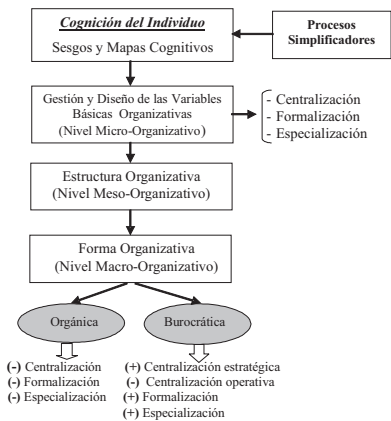 Cognición del Individuo
Sesgos y Mapas Cognitivos
Procesos
Simplificadores
Gestión y Diseño de las Variables
Básicas Organizativas
(Nivel Micro-Organizativo)
- Centralización
- Formalización
- Especialización
Estructura Organizativa
(Nivel Meso-Organizativo)
Forma Organizativa
(Nivel Macro-Organizativo)
Orgánica
Burocrática
(-) Centralización
(-) Formalización
(-) Especialización
(+) Centralización estratégica
(-) Centralización operativa
(+) Formalización
(+) Especialización